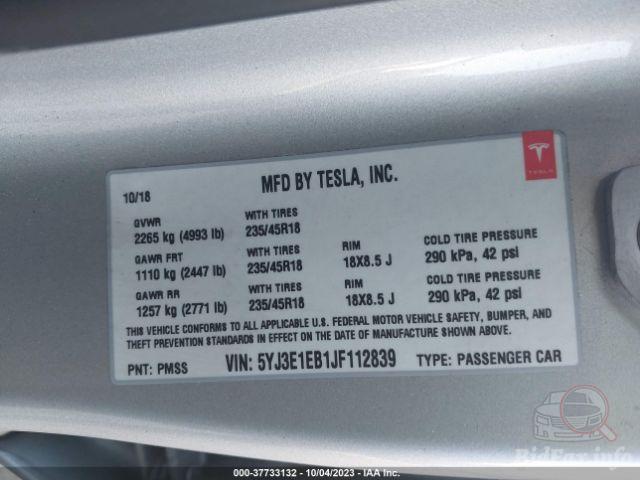 10/18
MFD BY TESLA, INC.
TESLA
GVWR
2265 kg (4993 lb)
WITH TIRES
235/45R18
GAWR FRT
1110 kg (2447 lb)
WITH TIRES
235/45R18
RIM
18X8.5 J
COLD TIRE PRESSURE
290 kPa, 42 psi
GAWR RR
1257 kg (2771 lb)
WITH TIRES
235/45R18
RIM
18X8.5 J
COLD TIRE PRESSURE
290 kPa, 42 psi
THIS VEHICLE CONFORMS TO ALL APPLICABLE U.S. FEDERAL MOTOR VEHICLE SAFETY, BUMPER, AND
THEFT PREVENTION STANDARDS IN EFFECT ON THE DATE OF MANUFACTURE SHOWN ABOVE.
PNT: PMSS
VIN: 5YJ3E1EB1JF112839
TYPE: PASSENGER CAR
BidFax.info
000-37733132 - 10/04/2023 - IAA Inc.